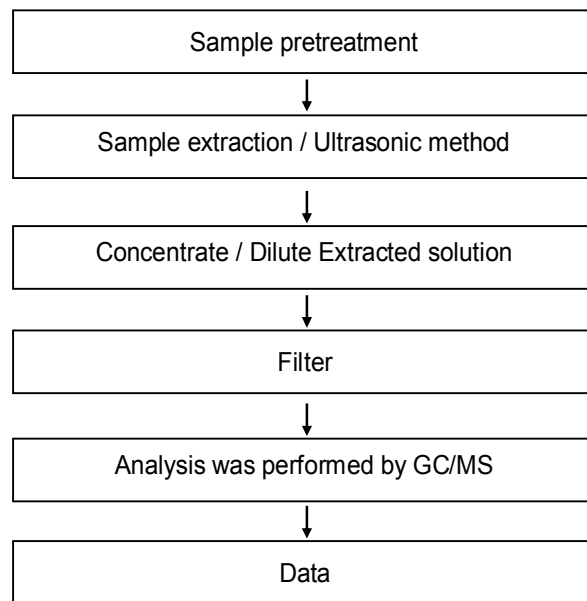 Sample pretreatment
Sample extraction / Ultrasonic method
Concentrate / Dilute Extracted solution
Filter
Analysis was performed by GC/MS
Data